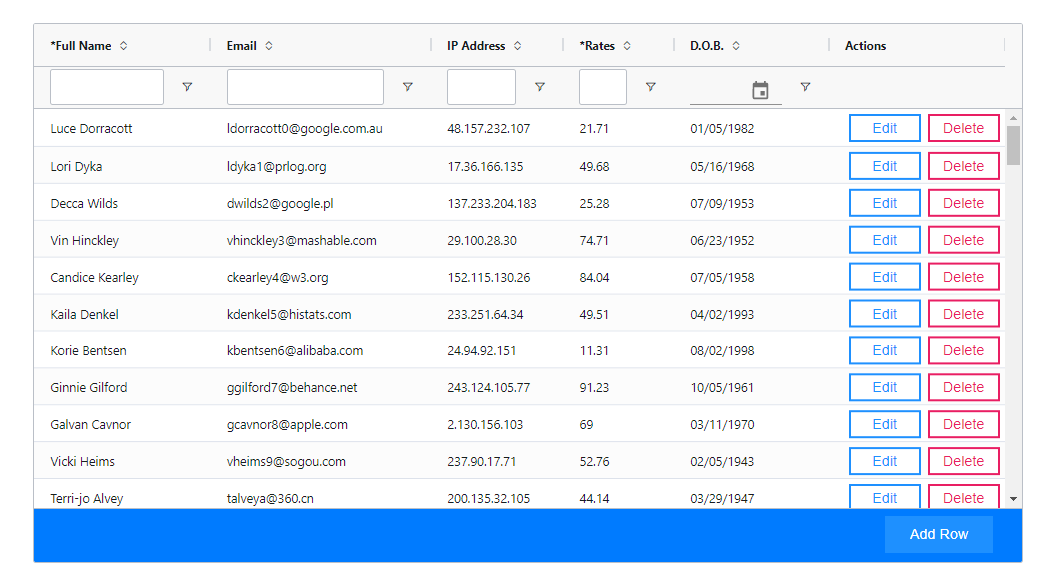 *Full Name Email IP Address *Rates D.O.B. Actions
Luce Dorracott ldorracott0@google.com.au 48.157.232.107 21.71 01/05/1982 Edit Delete
Lori Dyka ldyka1@prlog.org 17.36.166.135 49.68 05/16/1968 Edit Delete
Decca Wilds dwilds2@google.pl 137.233.204.183 25.28 07/09/1953 Edit Delete
Vin Hinckley vhinckley3@mashable.com 29.100.28.30 74.71 06/23/1952 Edit Delete
Candice Kearley ckearley4@w3.org 152.115.130.26 84.04 07/05/1958 Edit Delete
Kaila Denkel kdenkel5@histats.com 233.251.64.34 49.51 04/02/1993 Edit Delete
Korie Bentsen kbentsen6@alibaba.com 24.94.92.151 11.31 08/02/1998 Edit Delete
Ginnie Gilford ggilford7@behance.net 243.124.105.77 91.23 10/05/1961 Edit Delete
Galvan Cavnor gcavnor8@apple.com 2.130.156.103 69 03/11/1970 Edit Delete
Vicki Heims vheims9@sogou.com 237.90.17.71 52.76 02/05/1943 Edit Delete
Terri-jo Alvey talveya@360.cn 200.135.32.105 44.14 03/29/1947 Edit Delete
Add Row